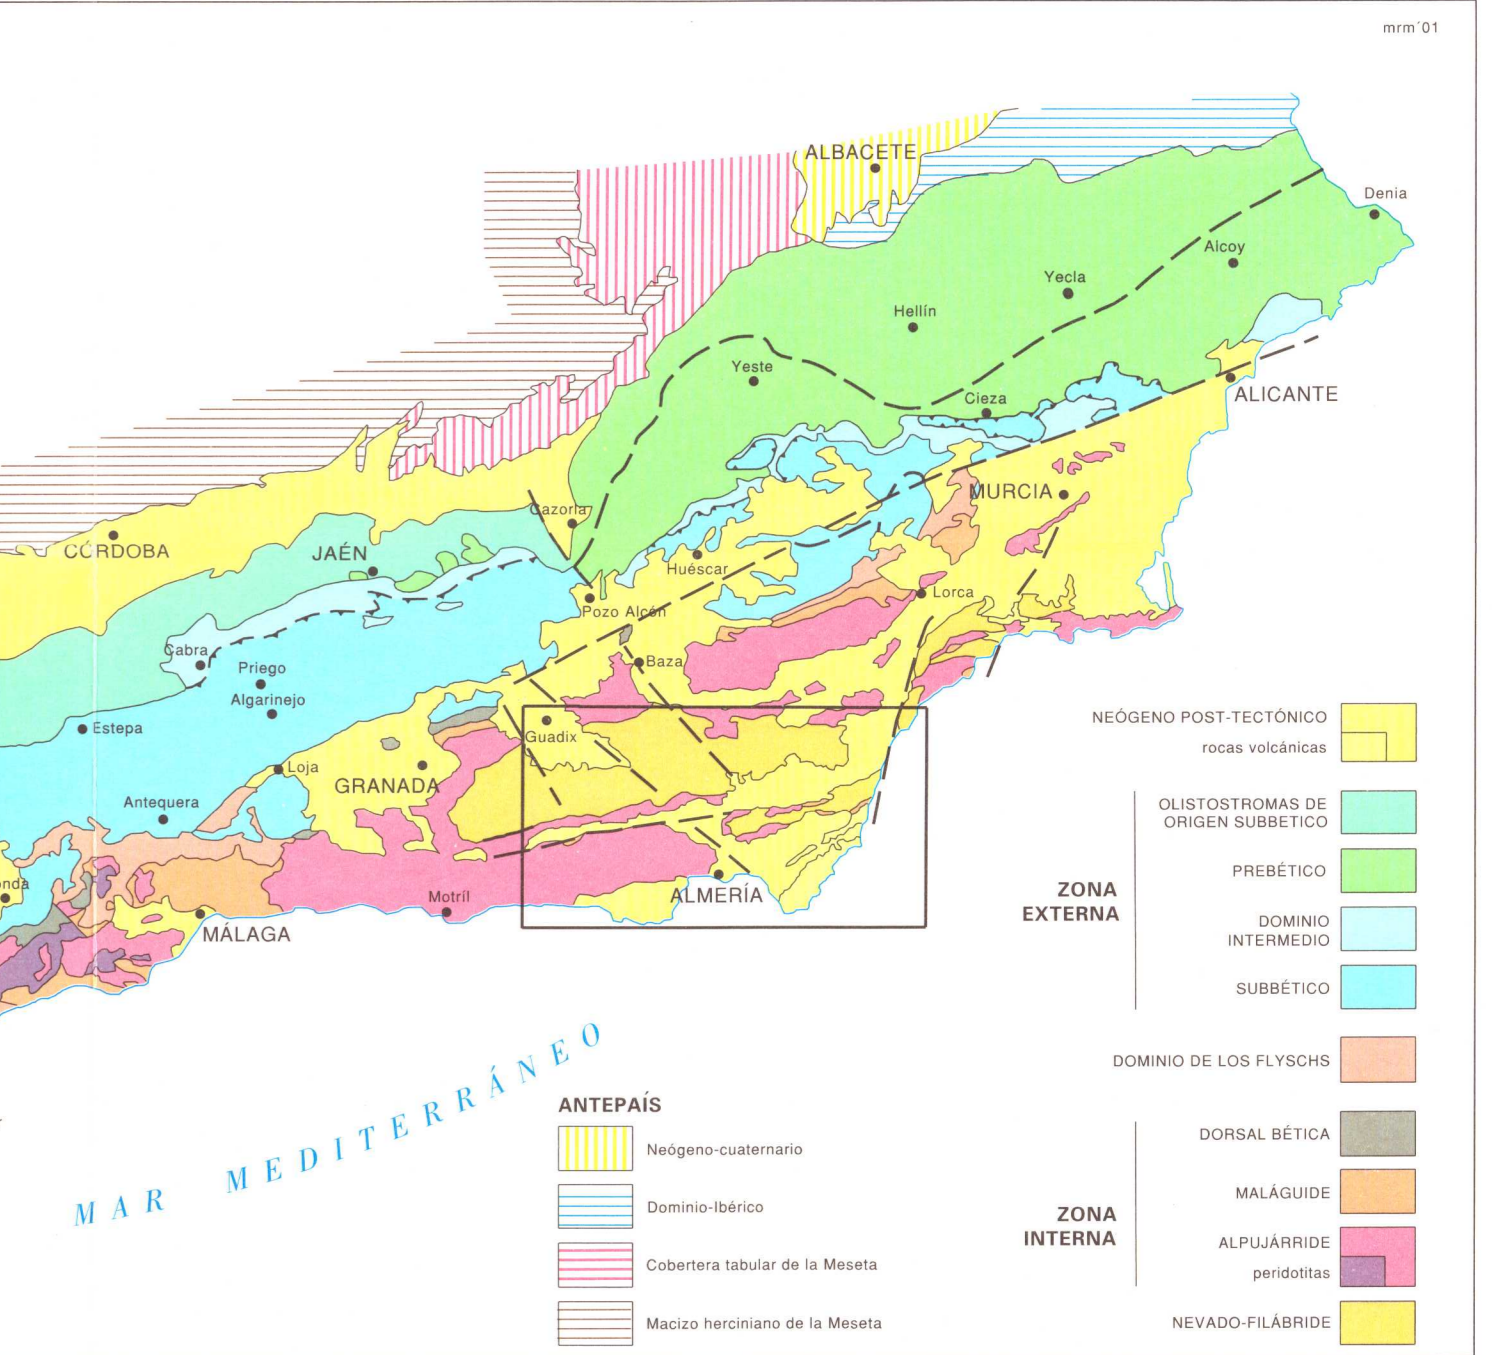 mrm´01
ALBACETE
Denia
Alcoy
Yecla
Hellín
Yeste
Cieza
ALICANTE
MURCIA
Cazorla
CÓRDOBA
JAÉN
Huéscar
Lorca
Pozo Alcón
Cabra
Priego
Baza
Algarinejo
Estepa
Guadix
Loja
GRANADA
Antequera
onda
Motríl
ALMERÍA
MÁLAGA
MAR MEDITERRÁNEO
NEÓGENO POST-TECTÓNICO
rocas volcánicas
ZONA
EXTERNA
OLISTOSTROMAS DE
ORIGEN SUBBETICO
PREBÉTICO
DOMINIO
INTERMEDIO
SUBBÉTICO
DOMINIO DE LOS FLYSCHS
ZONA
INTERNA
DORSAL BÉTICA
MALÁGUIDE
ALPUJÁRRIDE
peridotitas
NEVADO-FILÁBRIDE
ANTEPAÍS
Neógeno-cuaternario
Dominio-Ibérico
Cobertera tabular de la Meseta
Macizo herciniano de la Meseta